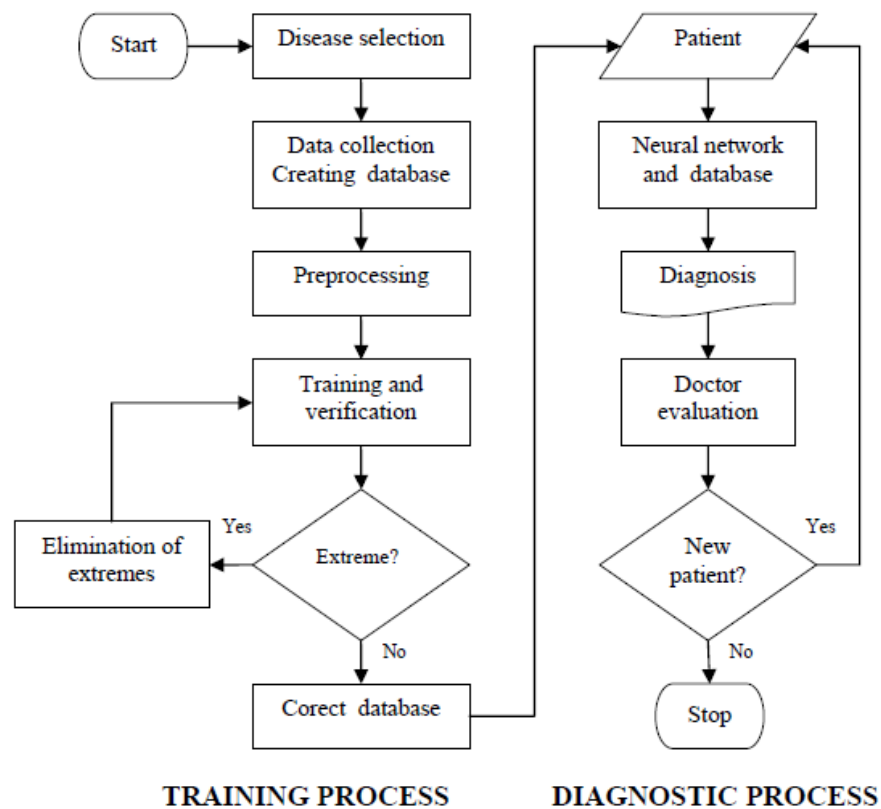 Start
Disease selection
Data collection
Creating database
Preprocessing
Training and
verification
Yes
Elimination of
extremes
Extreme?
No
Corect database
TRAINING PROCESS
Patient
Neural network
and database
Diagnosis
Doctor
evaluation
New
patient?
Yes
No
Stop
DIAGNOSTIC PROCESS